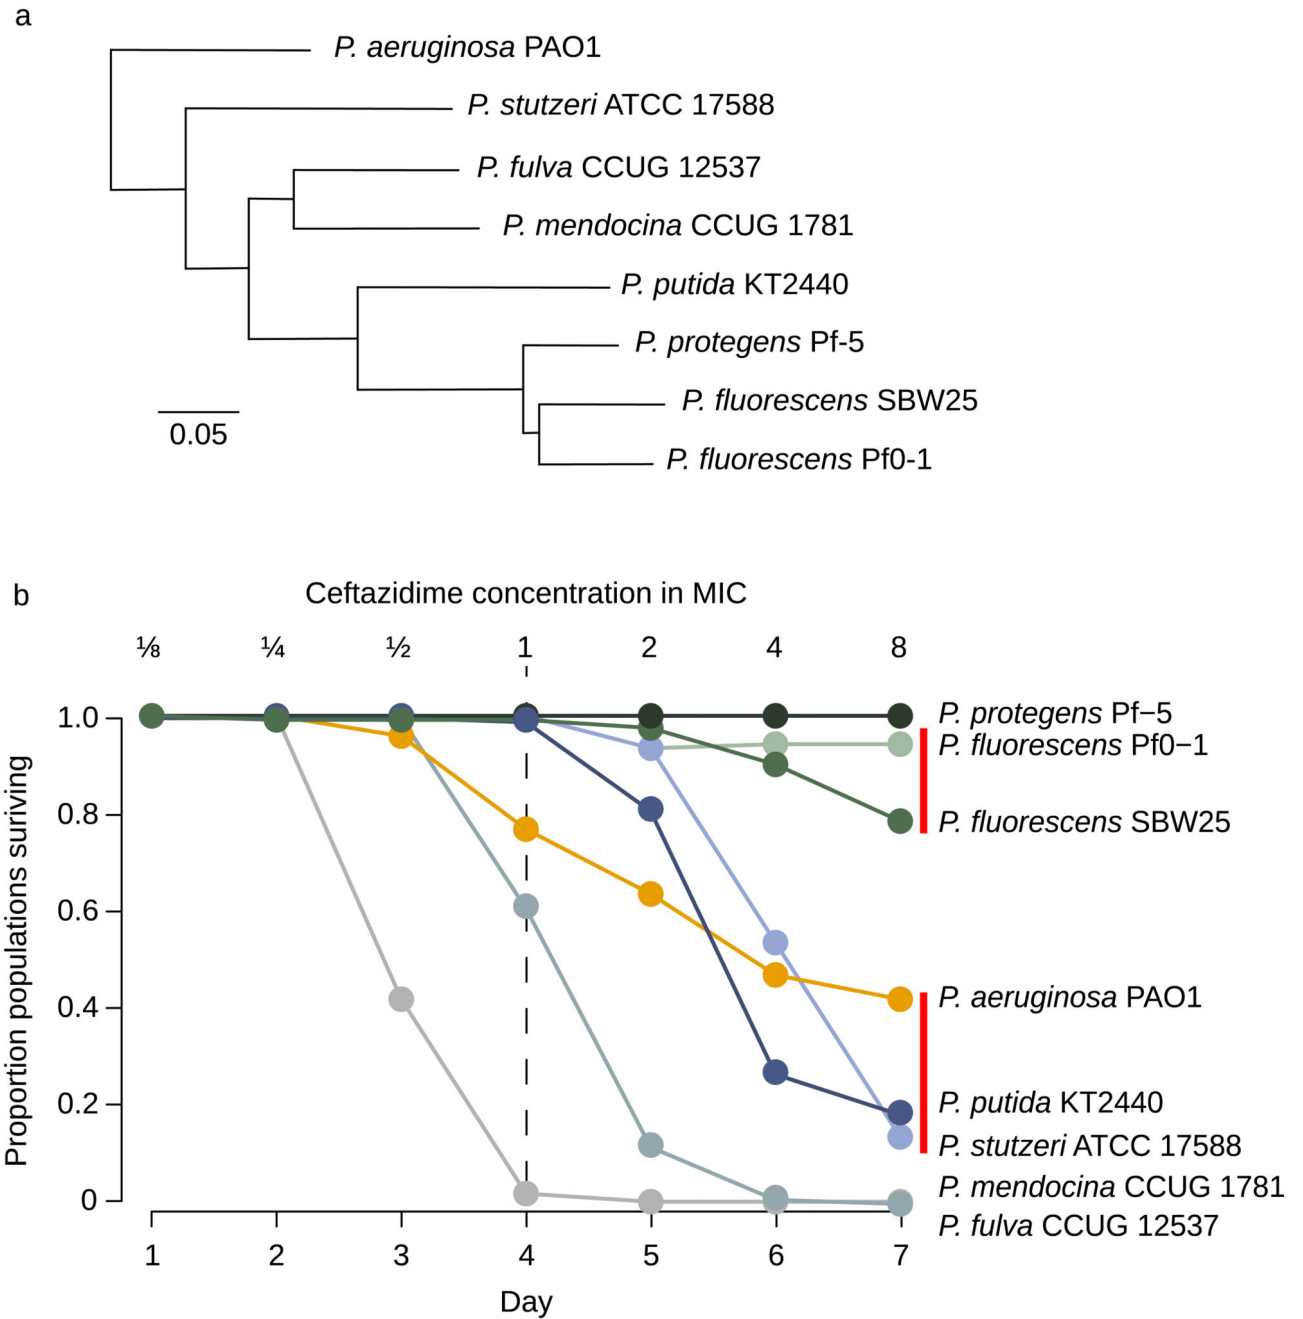 a
P. aeruginosa PAO1
P. stutzeri ATCC 17588
P. fulva CCUG 12537
P. mendocina CCUG 1781
P. putida KT2440
P. protegens Pf-5
P. fluorescens SBW25
0.05
P. fluorescens Pf0-1
b
Ceftazidime concentration in MIC
⅛ ¼ ½ 1 2 4 8
Proportion populations suriving
1.0
0.8
0.6
0.4
0.2
0
P. protegens Pf−5
P. fluorescens Pf0−1
P. fluorescens SBW25
P. aeruginosa PAO1
P. putida KT2440
P. stutzeri ATCC 17588
P. mendocina CCUG 1781
P. fulva CCUG 12537
1 2 3 4 5 6 7
Day